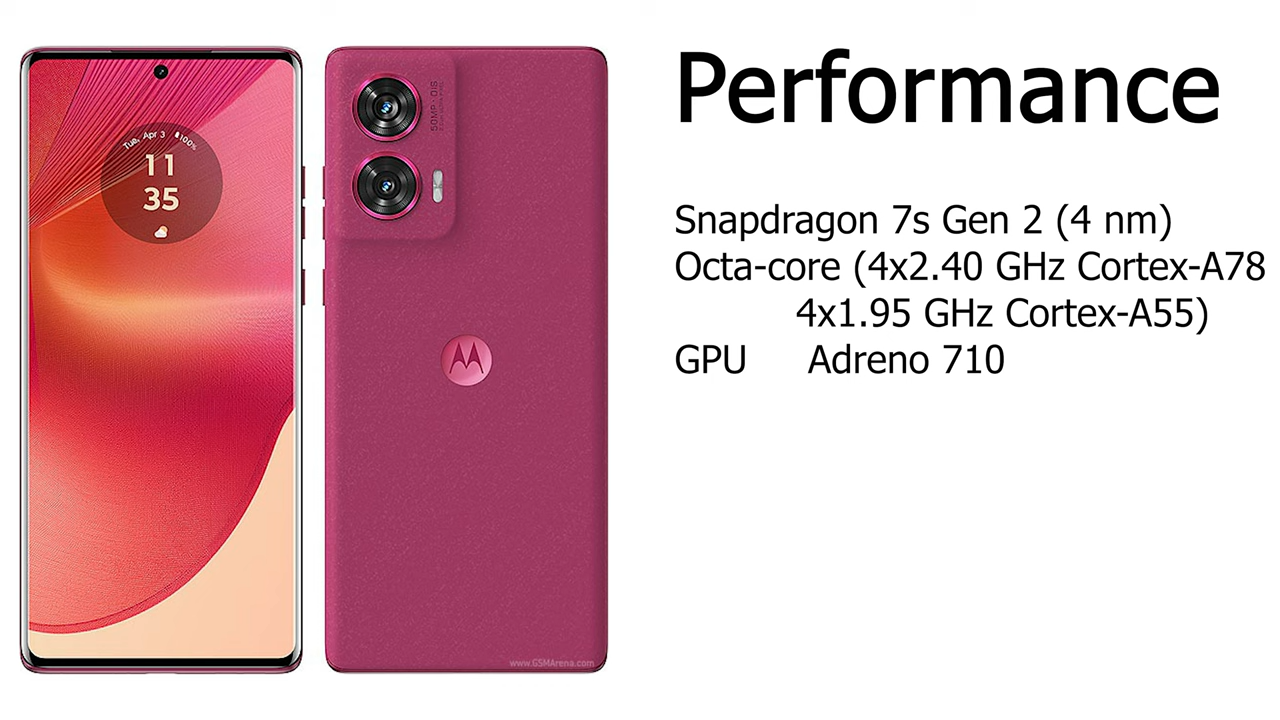 Tue, Apr 3 100%
11
35
50MP · OIS
Performance
Snapdragon 7s Gen 2 (4 nm)
Octa-core (4x2.40 GHz Cortex-A78
4x1.95 GHz Cortex-A55)
GPU Adreno 710
www.GSMArena.com